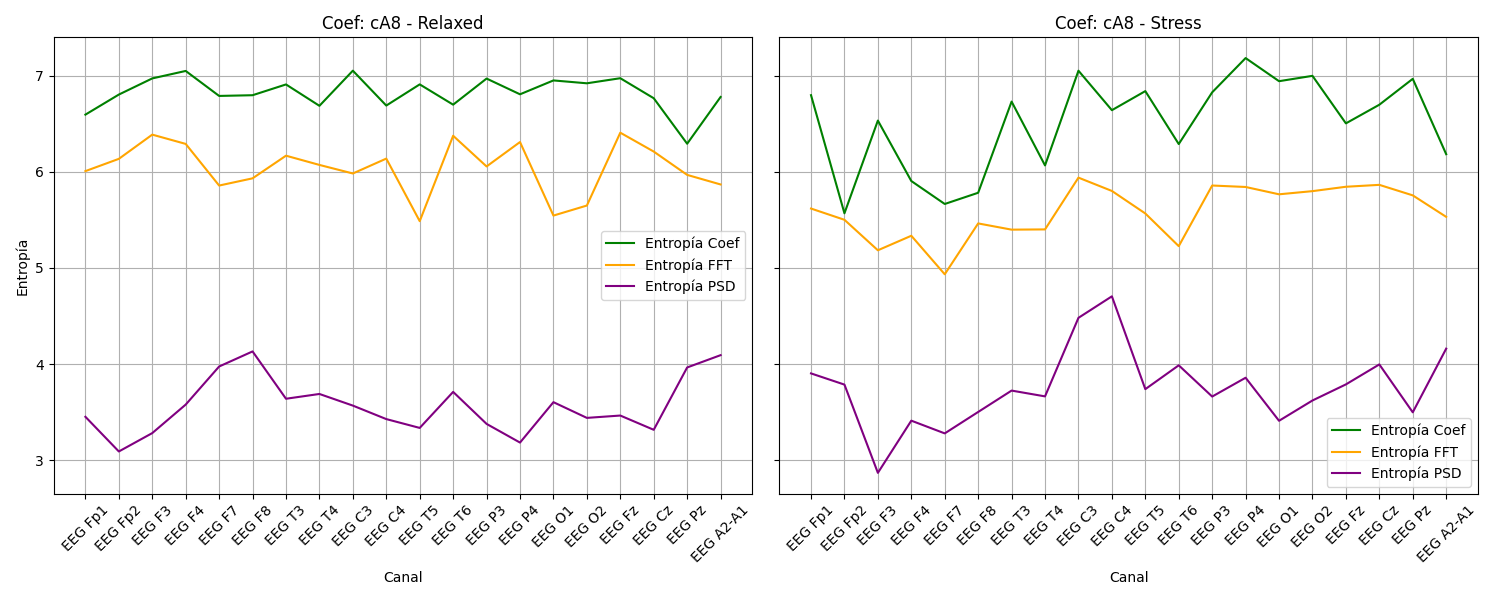 Coef: cA8 - Relaxed
Entropía
7
6
5
4
3
Entropía Coef
Entropía FFT
Entropía PSD
EEG Fp1
EEG Fp2
EEG F3
EEG F4
EEG F7
EEG F8
EEG T3
EEG T4
EEG C3
EEG C4
EEG T5
EEG T6
EEG P3
EEG P4
EEG O1
EEG O2
EEG Fz
EEG Cz
EEG Pz
EEG A2-A1
Canal
Coef: cA8 - Stress
Entropía Coef
Entropía FFT
Entropía PSD
EEG Fp1
EEG Fp2
EEG F3
EEG F4
EEG F7
EEG F8
EEG T3
EEG T4
EEG C3
EEG C4
EEG T5
EEG T6
EEG P3
EEG P4
EEG O1
EEG O2
EEG Fz
EEG Cz
EEG Pz
EEG A2-A1
Canal